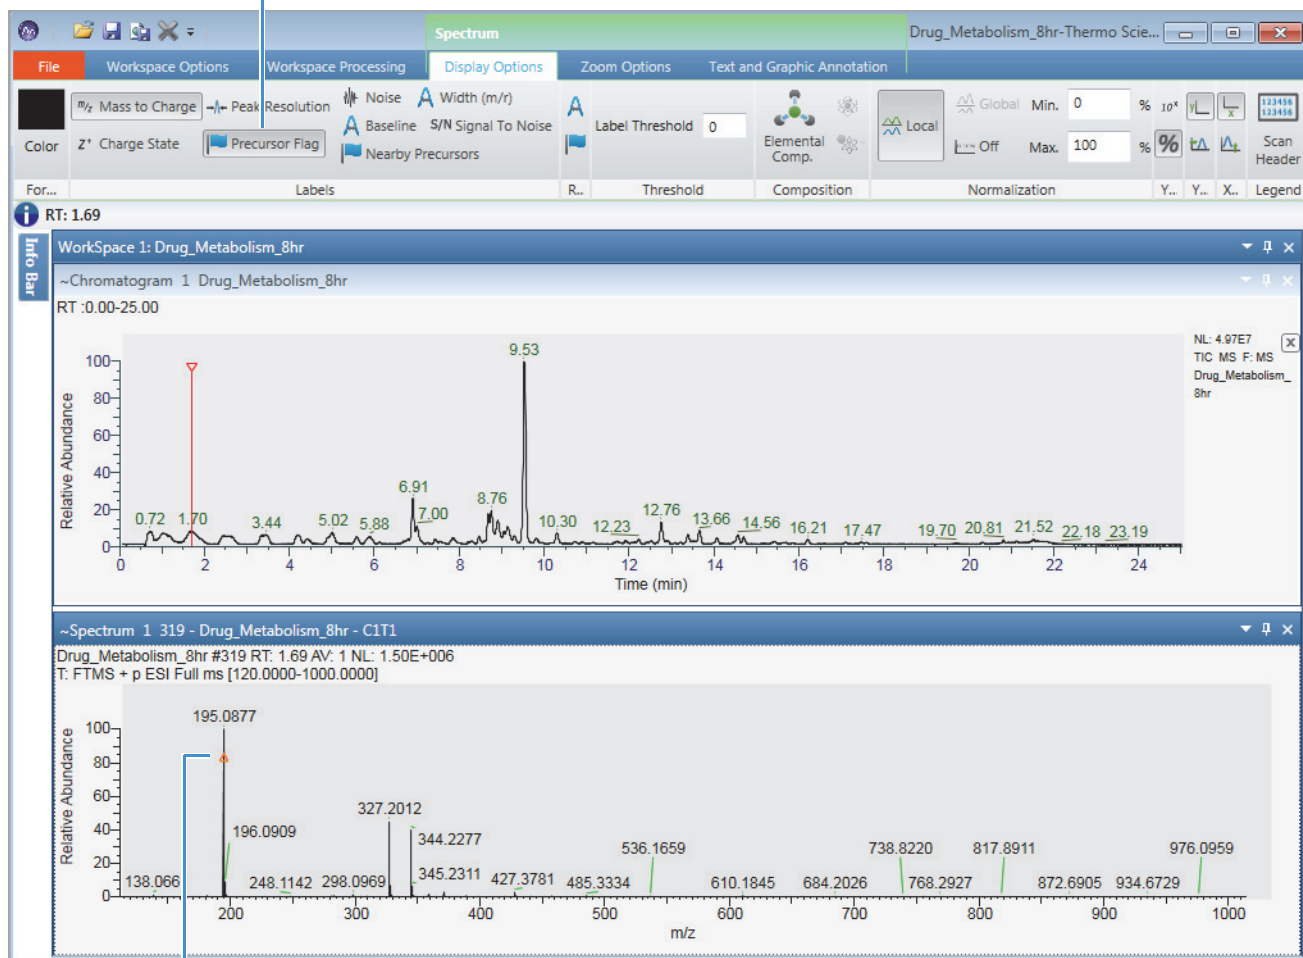 Spectrum
Drug_Metabolism_8hr-Thermo Scie...
File Workspace Options Workspace Processing Display Options Zoom Options Text and Graphic Annotation
Color
m/z Mass to Charge
Peak Resolution
Noise
Width (m/r)
Z+ Charge State
Precursor Flag
Baseline
S/N Signal To Noise
Nearby Precursors
Label Threshold 0
Elemental
Comp.
Local
Global
Off
Min. 0 %
Max. 100 %
10ˣ
%
123456
123456
Scan
Header
For... Labels R... Threshold Composition Normalization Y... Y... X... Legend
RT: 1.69
Info Bar
WorkSpace 1: Drug_Metabolism_8hr
~Chromatogram 1 Drug_Metabolism_8hr
RT :0.00-25.00
NL: 4.97E7
TIC MS F: MS
Drug_Metabolism_
8hr
Relative Abundance
100
80
60
40
20
0
0.72 1.70 3.44 5.02 5.88 6.91 7.00 8.76 9.53 10.30 12.23 12.76 13.66 14.56 16.21 17.47 19.70 20.81 21.52 22.18 23.19
0 2 4 6 8 10 12 14 16 18 20 22 24
Time (min)
~Spectrum 1 319 - Drug_Metabolism_8hr - C1T1
Drug_Metabolism_8hr #319 RT: 1.69 AV: 1 NL: 1.50E+006
T: FTMS + p ESI Full ms [120.0000-1000.0000]
Relative Abundance
100
80
60
40
20
0
195.0877
327.2012
196.0909
344.2277
536.1659 738.8220 817.8911 976.0959
138.066 248.1142 298.0969 345.2311 427.3781 485.3334 610.1845 684.2026 768.2927 872.6905 934.6729
200 300 400 500 600 700 800 900 1000
m/z